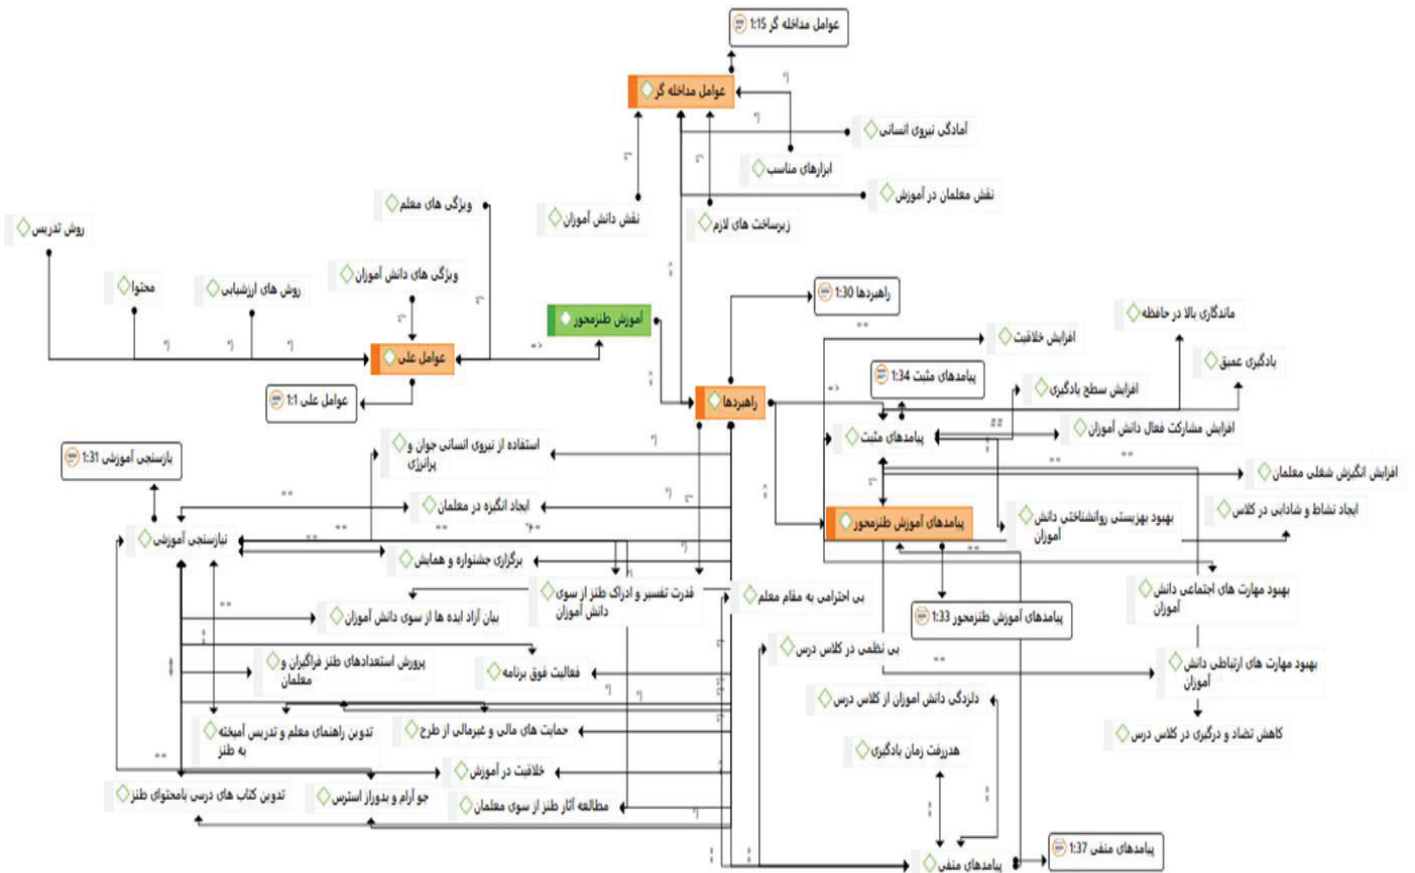 عوامل مداخله گر 1:15
عوامل مداخله گر
آمادگی نیروی انسانی
ابزارهای مناسب
نقش معلمان در آموزش
نقش دانش آموزان
زیرساخت های لازم
ویژگی های معلم
روش تدریس
ویژگی های دانش آموزان
محتوا
روش های ارزشیابی
عوامل علی
عوامل علی 1:1
آموزش طنزمحور
راهبردها 1:30
راهبردها
ماندگاری بالا در حافظه
افزایش خلاقیت
یادگیری عمیق
پیامدهای مثبت 1:34
افزایش سطح یادگیری
پیامدهای مثبت
افزایش مشارکت فعال دانش آموزان
افزایش انگیزش شغلی معلمان
ایجاد نشاط و شادابی در کلاس
بهبود بهزیستی روانشناختی دانش
آموزان
پیامدهای آموزش طنزمحور
بهبود مهارت های اجتماعی دانش
آموزان
پیامدهای آموزش طنزمحور 1:33
بهبود مهارت های ارتباطی دانش
آموزان
کاهش تضاد و درگیری در کلاس درس
استفاده از نیروی انسانی جوان و
پرانرژی
بازسنجی آموزشی 1:31
ایجاد انگیزه در معلمان
نیازسنجی آموزشی
برگزاری جشنواره و همایش
قدرت تفسیر و ادراک طنز از سوی
دانش آموزان
بی احترامی به مقام معلم
بیان آزاد ایده ها از سوی دانش آموزان
بی نظمی در کلاس درس
پرورش استعدادهای طنز فراگیران و
معلمان
فعالیت فوق برنامه
دلزدگی دانش اموزان از کلاس درس
تدوین راهنمای معلم و تدریس آمیخته
به طنز
حمایت های مالی و غیرمالی از طرح
هدررفت زمان یادگیری
خلاقیت در آموزش
تدوین کتاب های درسی بامحتوای طنز
جو آرام و بدوراز استرس
مطالعه آثار طنز از سوی معلمان
پیامدهای منفی 1:37
پیامدهای منفی